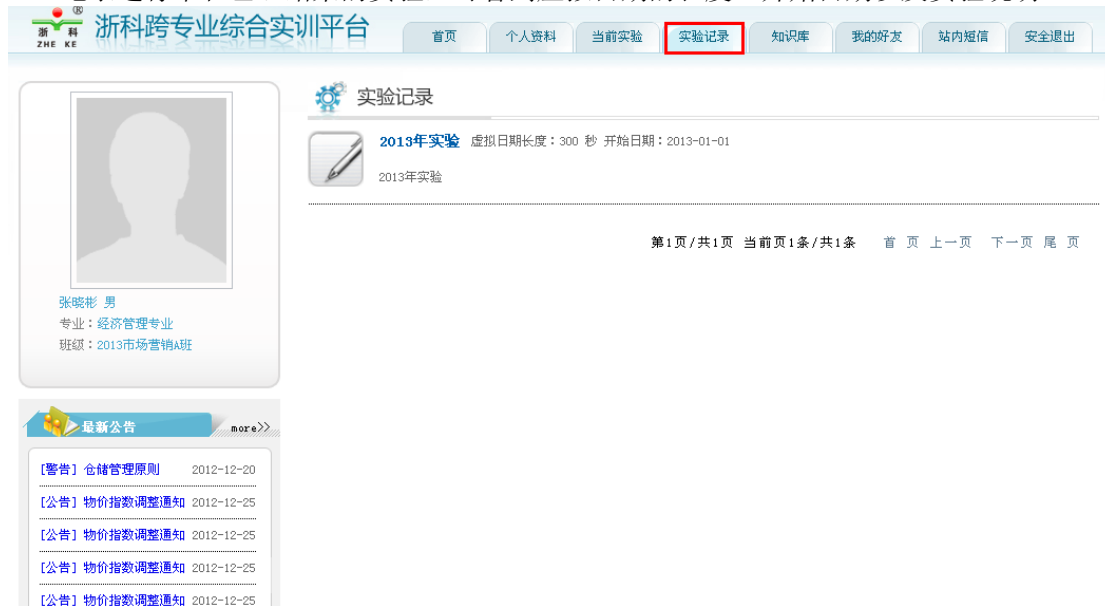 浙 科
ZHE KE
®
浙科跨专业综合实训平台
首页 个人资料 当前实验 实验记录 知识库 我的好友 站内短信 安全退出
实验记录
2013年实验 虚拟日期长度：300 秒 开始日期：2013-01-01
2013年实验
第1页/共1页 当前页1条/共1条 首 页 上一页 下一页 尾 页
张晓彬 男
专业：经济管理专业
班级：2013市场营销A班
最新公告 more>>
[警告] 仓储管理原则 2012-12-20
[公告] 物价指数调整通知 2012-12-25
[公告] 物价指数调整通知 2012-12-25
[公告] 物价指数调整通知 2012-12-25
[公告] 物价指数调整通知 2012-12-25